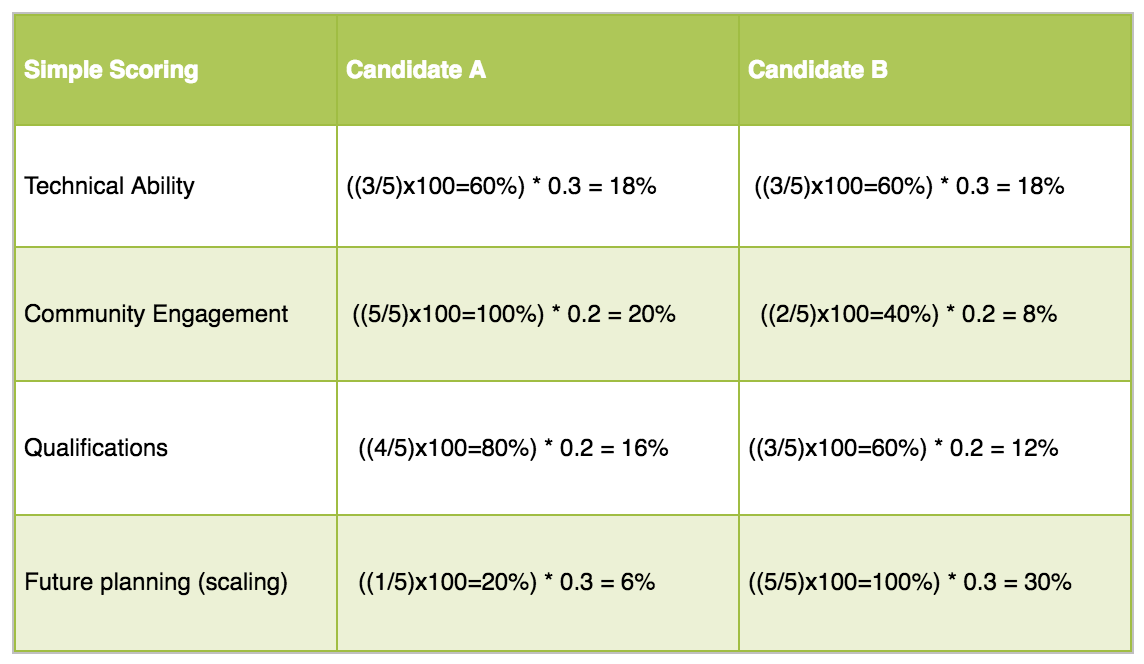 Simple Scoring Candidate A Candidate B
Technical Ability ((3/5)x100=60%) * 0.3 = 18% ((3/5)x100=60%) * 0.3 = 18%
Community Engagement ((5/5)x100=100%) * 0.2 = 20% ((2/5)x100=40%) * 0.2 = 8%
Qualifications ((4/5)x100=80%) * 0.2 = 16% ((3/5)x100=60%) * 0.2 = 12%
Future planning (scaling) ((1/5)x100=20%) * 0.3 = 6% ((5/5)x100=100%) * 0.3 = 30%